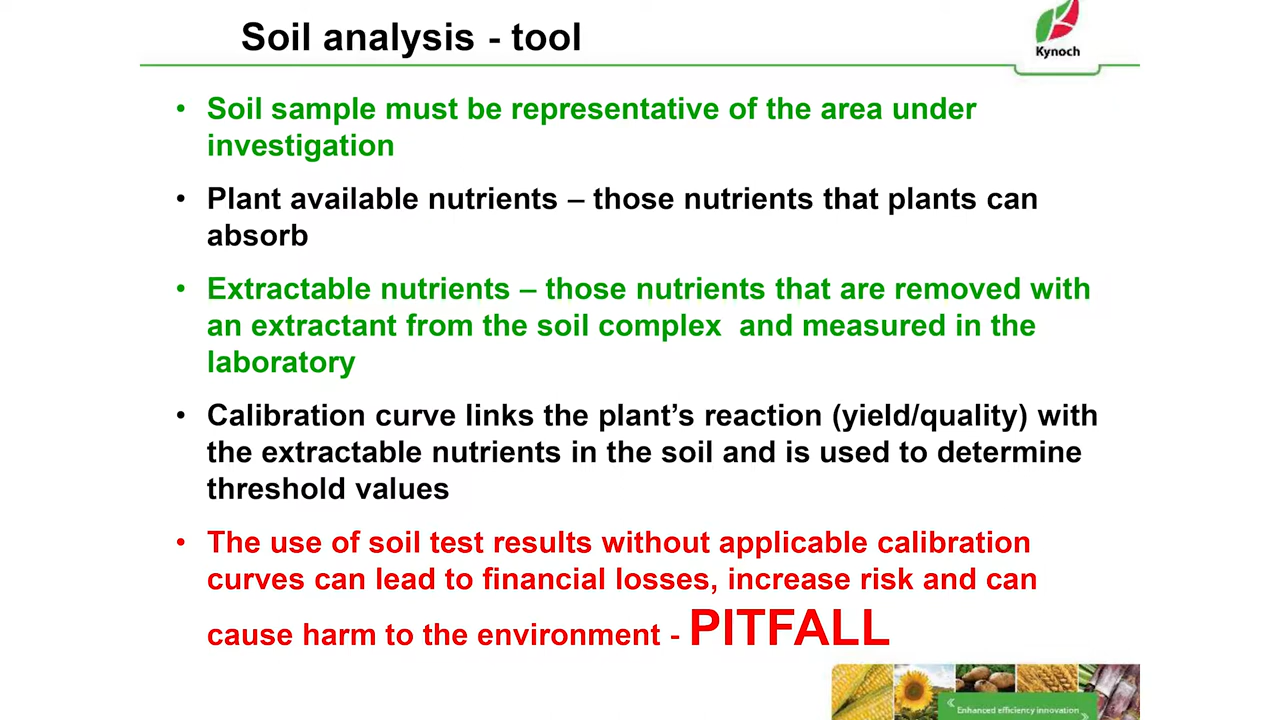 Soil analysis - tool
Kynoch
• Soil sample must be representative of the area under
investigation
• Plant available nutrients – those nutrients that plants can
absorb
• Extractable nutrients – those nutrients that are removed with
an extractant from the soil complex and measured in the
laboratory
• Calibration curve links the plant's reaction (yield/quality) with
the extractable nutrients in the soil and is used to determine
threshold values
• The use of soil test results without applicable calibration
curves can lead to financial losses, increase risk and can
cause harm to the environment - PITFALL
Enhanced efficiency innovation